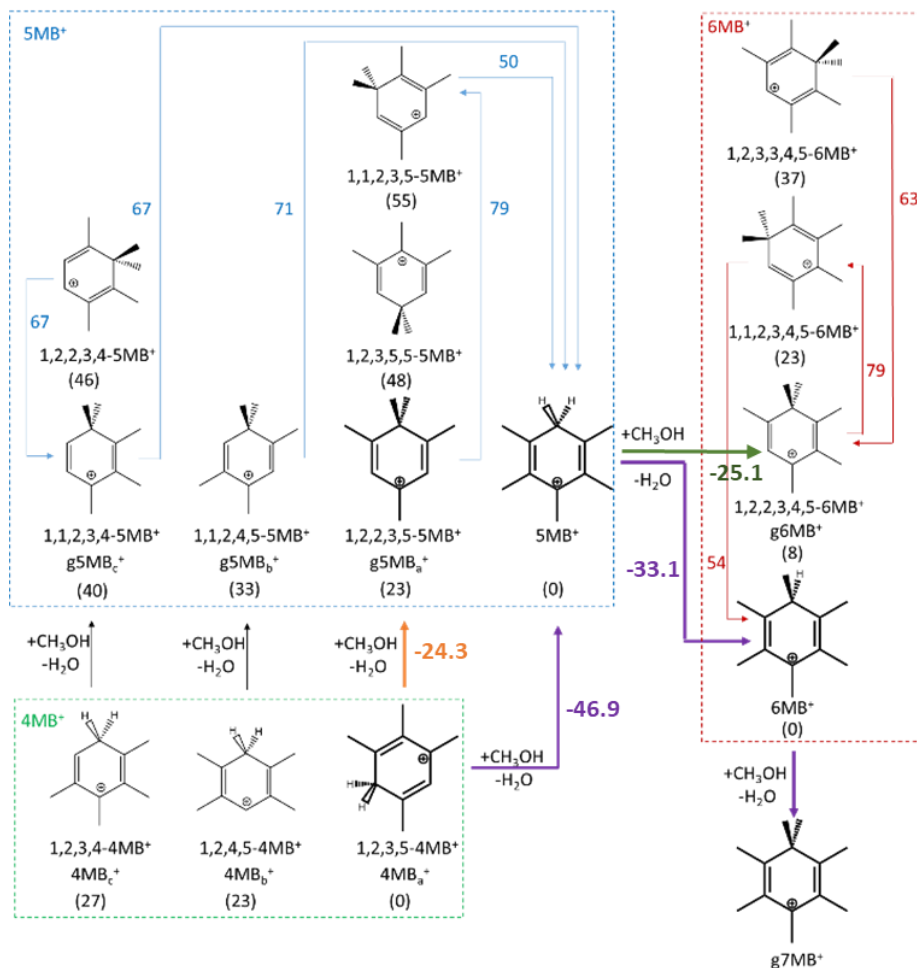 5MB⁺
6MB⁺
50
1,1,2,3,5-5MB⁺
(55)
1,2,3,3,4,5-6MB⁺
(37)
67
71
79
63
67
1,2,2,3,4-5MB⁺
(46)
1,2,3,5,5-5MB⁺
(48)
1,1,2,3,4,5-6MB⁺
(23)
79
H H
+CH₃OH
-H₂O
-25.1
1,1,2,3,4-5MB⁺
g5MBc⁺
(40)
1,1,2,4,5-5MB⁺
g5MBb⁺
(33)
1,2,2,3,5-5MB⁺
g5MBa⁺
(23)
5MB⁺
(0)
1,2,2,3,4,5-6MB⁺
g6MB⁺
(8)
-33.1
54
H
6MB⁺
(0)
+CH₃OH
-H₂O
+CH₃OH
-H₂O
+CH₃OH
-H₂O
-24.3
-46.9
4MB⁺
H H
H H
H
H
+CH₃OH
-H₂O
+CH₃OH
-H₂O
1,2,3,4-4MB⁺
4MBc⁺
(27)
1,2,4,5-4MB⁺
4MBb⁺
(23)
1,2,3,5-4MB⁺
4MBa⁺
(0)
g7MB⁺